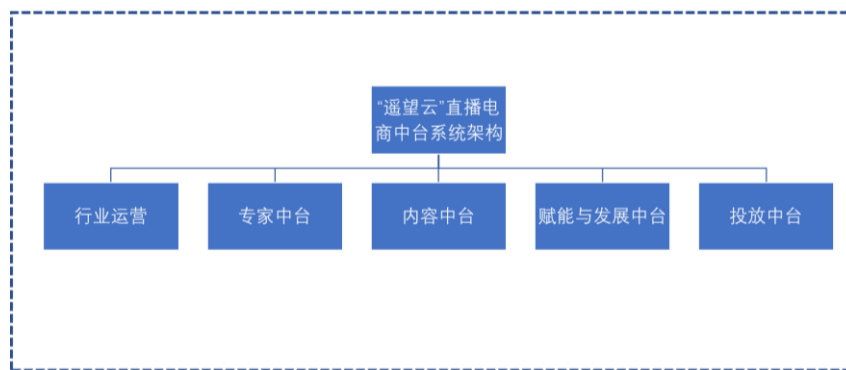 “遥望云”直播电
商中台系统架构
行业运营
专家中台
内容中台
赋能与发展中台
投放中台